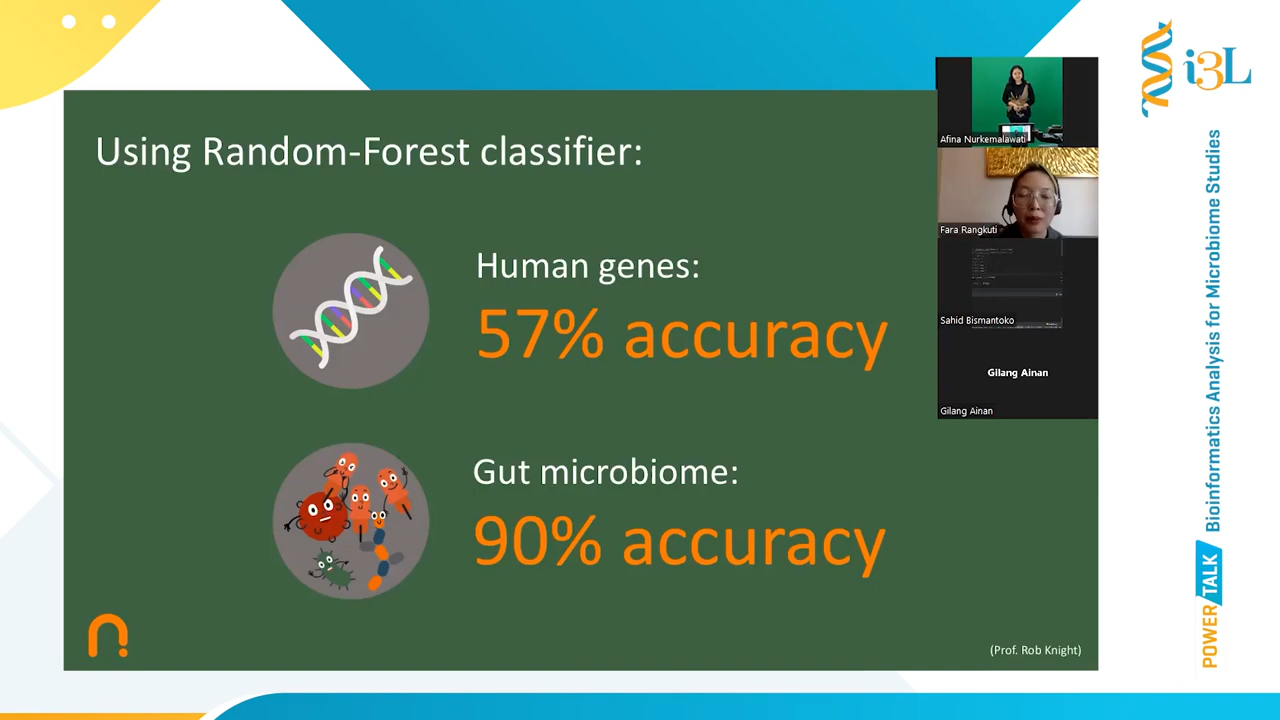 Using Random-Forest classifier:
Human genes:
57% accuracy
Gut microbiome:
90% accuracy
(Prof. Rob Knight)
Afina Nurkemalawati
Fara Rangkuti
Sahid Bismantoko
Gilang Ainan
Gilang Ainan
i3L
POWER TALK Bioinformatics Analysis for Microbiome Studies